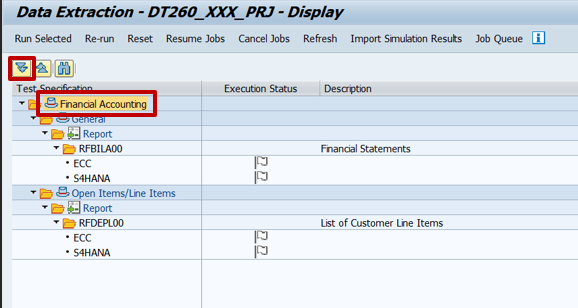 Data Extraction - DT260_XXX_PRJ - Display
Run Selected Re-run Reset Resume Jobs Cancel Jobs Refresh Import Simulation Results Job Queue
Test Specification Execution Status Description
Financial Accounting
General
Report
RFBILA00 Financial Statements
ECC
S4HANA
Open Items/Line Items
Report
RFDEPL00 List of Customer Line Items
ECC
S4HANA